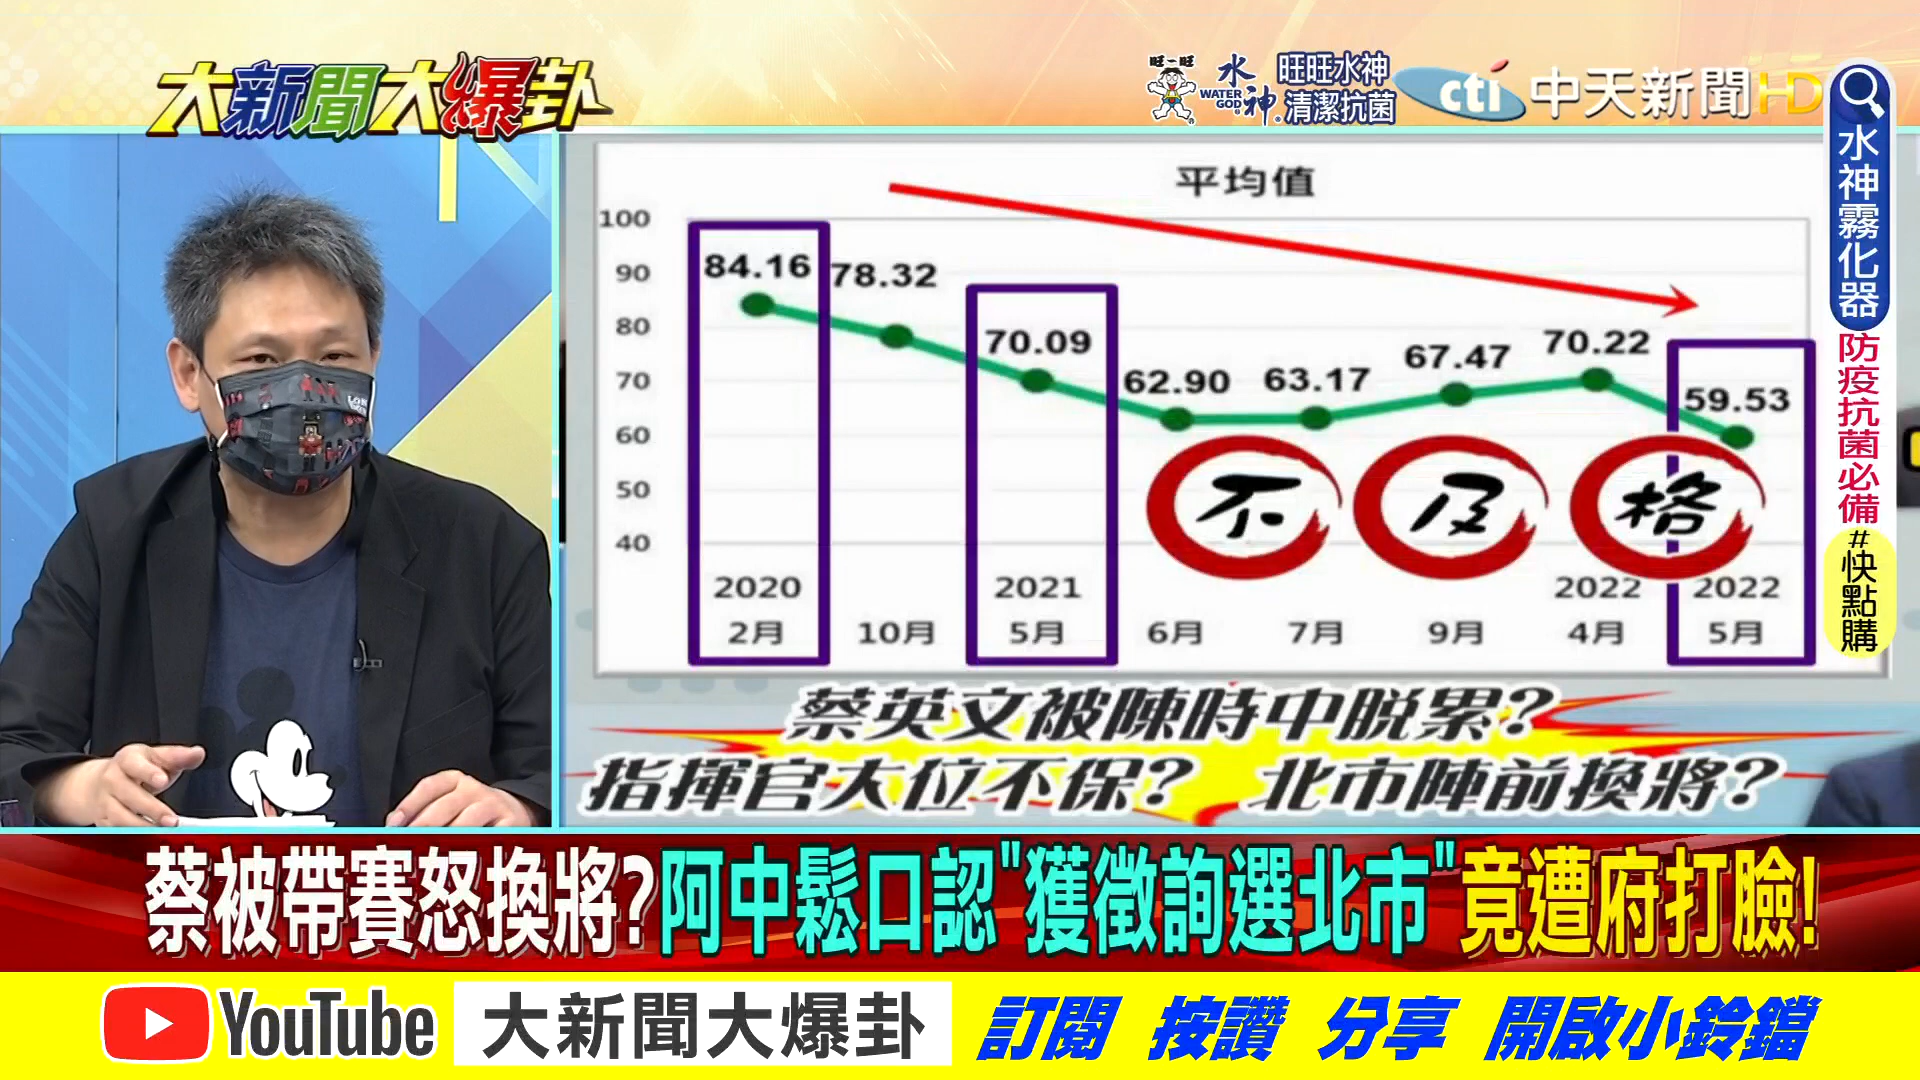 大新聞大爆卦
旺一旺
水神
WATER GOD
旺旺水神
清潔抗菌
cti 中天新聞HD
水神霧化器
防疫抗菌必備
#快點購
平均值
100
90
80
70
60
50
40
84.16
78.32
70.09
62.90
63.17
67.47
70.22
59.53
不及格
2020 2021 2022 2022
2月 10月 5月 6月 7月 9月 4月 5月
蔡英文被陳時中脫累?
指揮官大位不保? 北市陣前換將?
蔡被帶賽怒換將?阿中鬆口認"獲徵詢選北市"竟遭府打臉!
YouTube 大新聞大爆卦 訂閱 按讚 分享 開啟小鈴鐺